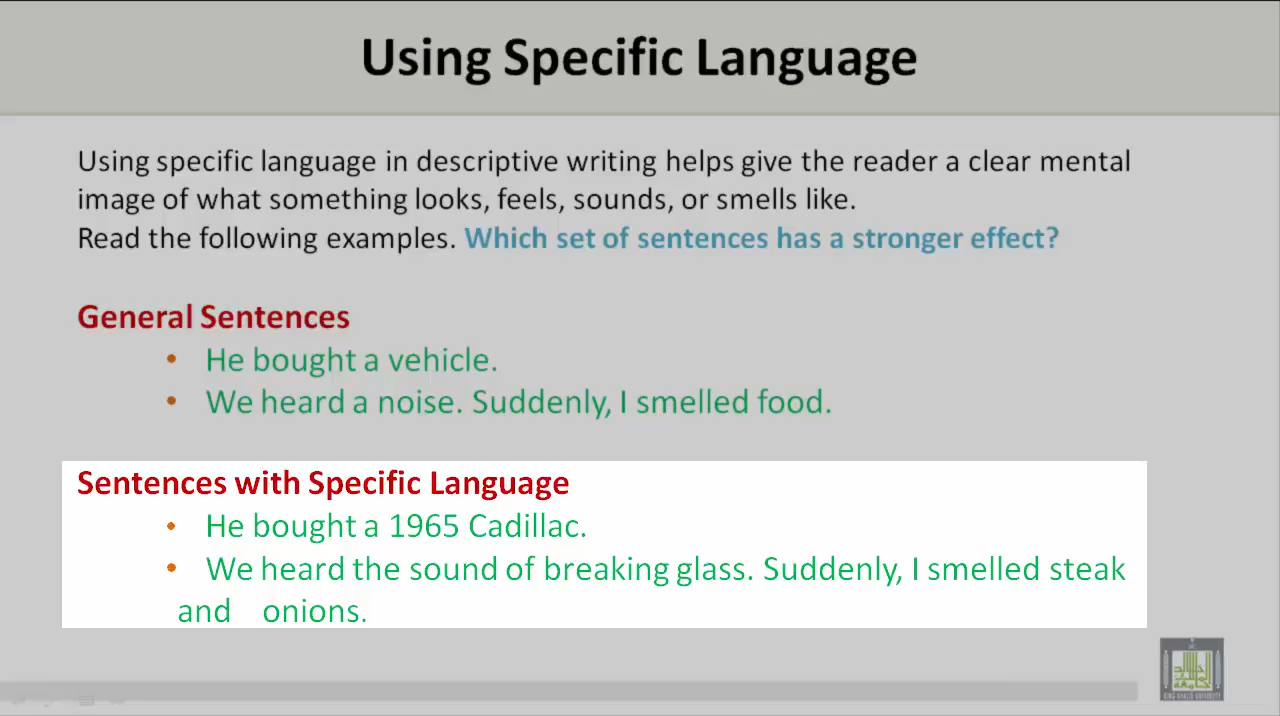 Using Specific Language
Using specific language in descriptive writing helps give the reader a clear mental
image of what something looks, feels, sounds, or smells like.
Read the following examples. Which set of sentences has a stronger effect?
General Sentences
• He bought a vehicle.
• We heard a noise. Suddenly, I smelled food.
Sentences with Specific Language
• He bought a 1965 Cadillac.
• We heard the sound of breaking glass. Suddenly, I smelled steak
and onions.
KING KHALID UNIVERSITY